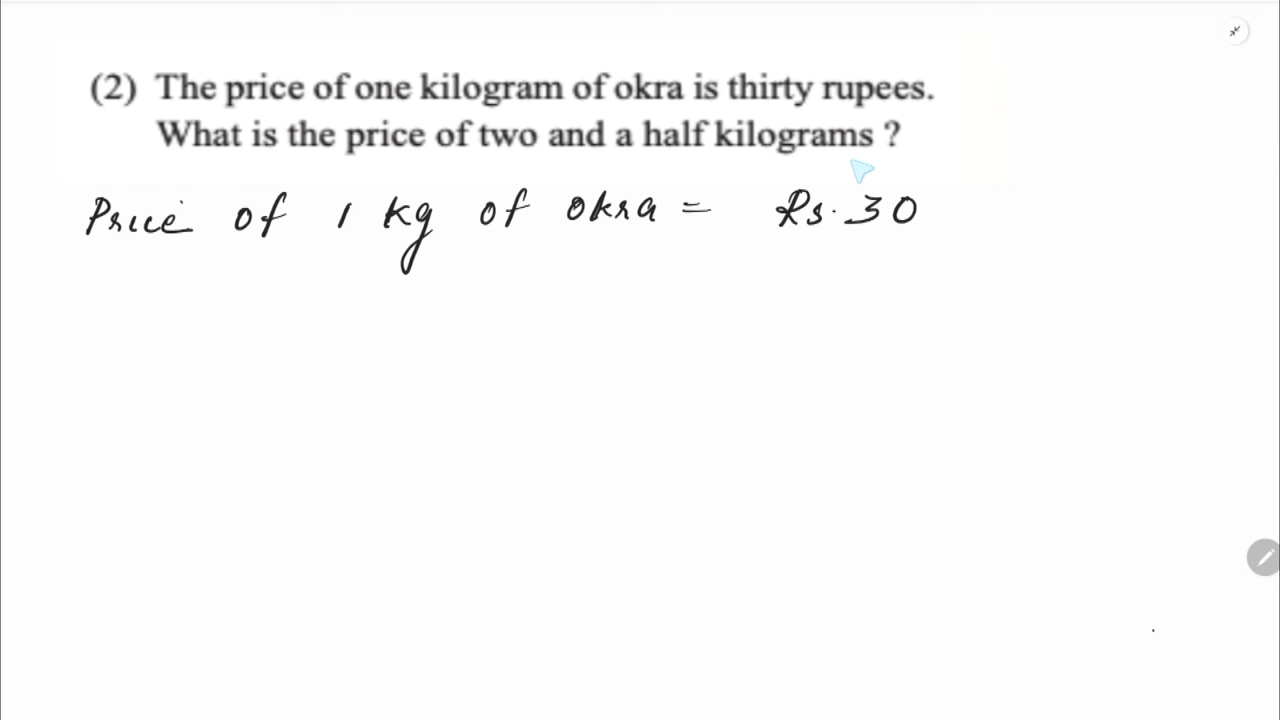 (2) The price of one kilogram of okra is thirty rupees.
What is the price of two and a half kilograms ?
Price of 1 kg of okra = Rs. 30